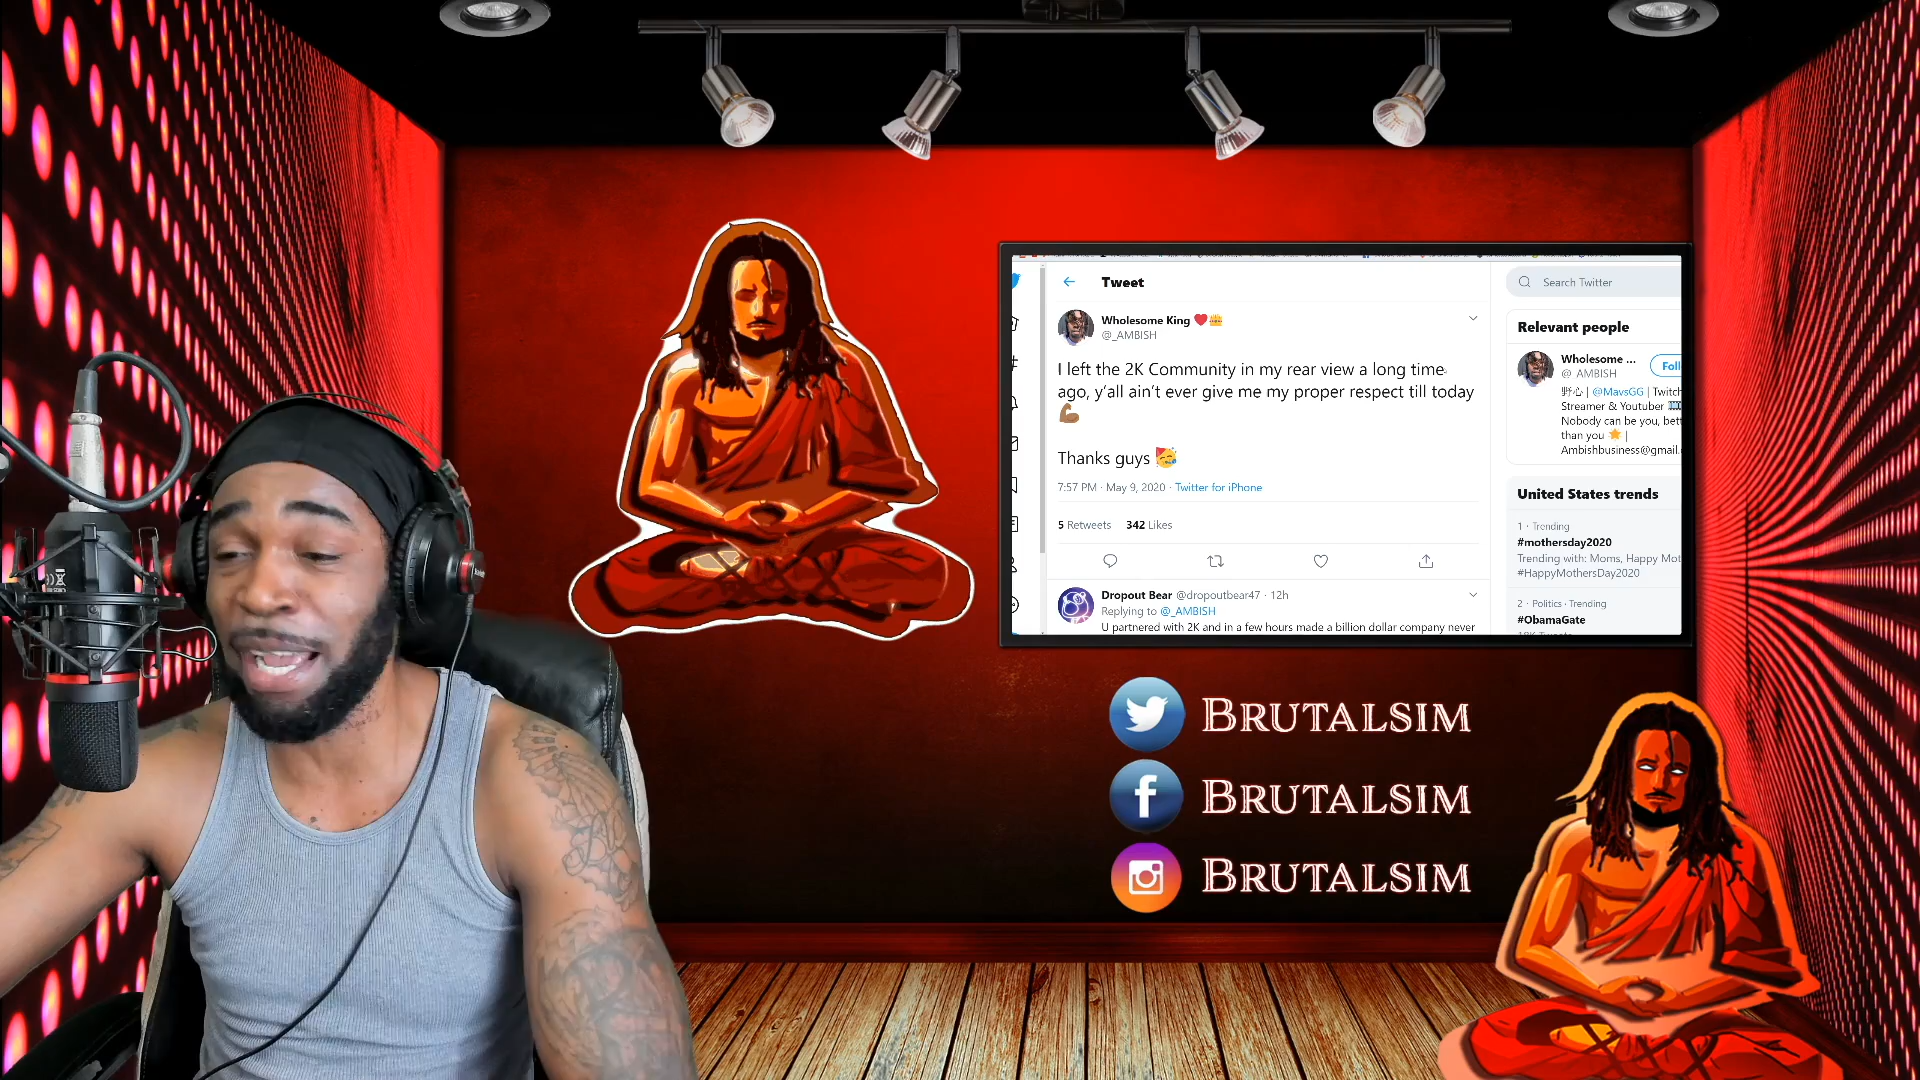 Tweet
Search Twitter
Wholesome King ❤️👑
@_AMBISH
I left the 2K Community in my rear view a long time
ago, y'all ain't ever give me my proper respect till today
💪🏾
Thanks guys 🥳
7:57 PM · May 9, 2020 · Twitter for iPhone
5 Retweets 342 Likes
Dropout Bear @dropoutbear47 · 12h
Replying to @_AMBISH
U partnered with 2K and in a few hours made a billion dollar company never
Relevant people
Wholesome ...
@_AMBISH
Foll
野心 | @MavsGG | Twitch
Streamer & Youtuber
Nobody can be you, bett
than you 🌟 |
Ambishbusiness@gmail.
United States trends
1 · Trending
#mothersday2020
Trending with: Moms, Happy Mot
#HappyMothersDay2020
2 · Politics · Trending
#ObamaGate
BRUTALSIM
BRUTALSIM
BRUTALSIM